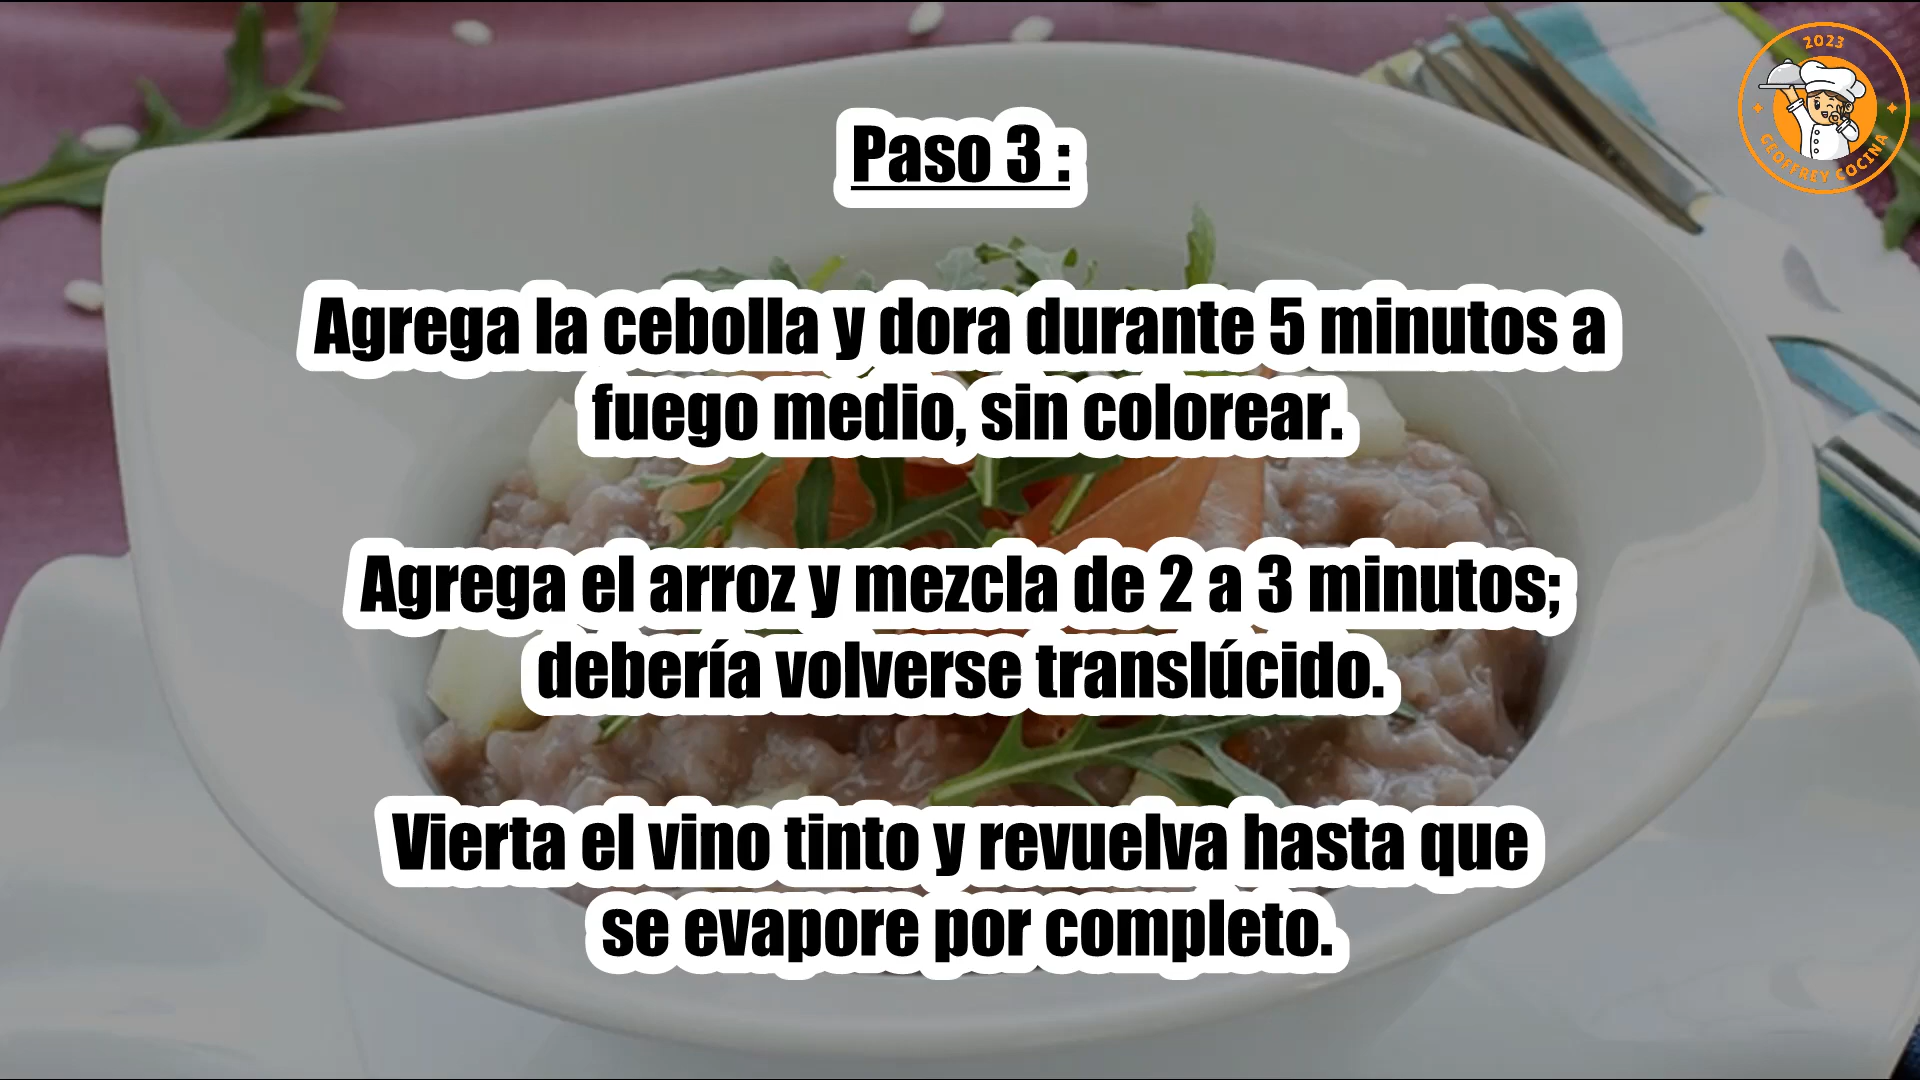 2023
GEOFFREY COCINA
Paso 3 :
Agrega la cebolla y dora durante 5 minutos a
fuego medio, sin colorear.
Agrega el arroz y mezcla de 2 a 3 minutos;
debería volverse translúcido.
Vierta el vino tinto y revuelva hasta que
se evapore por completo.